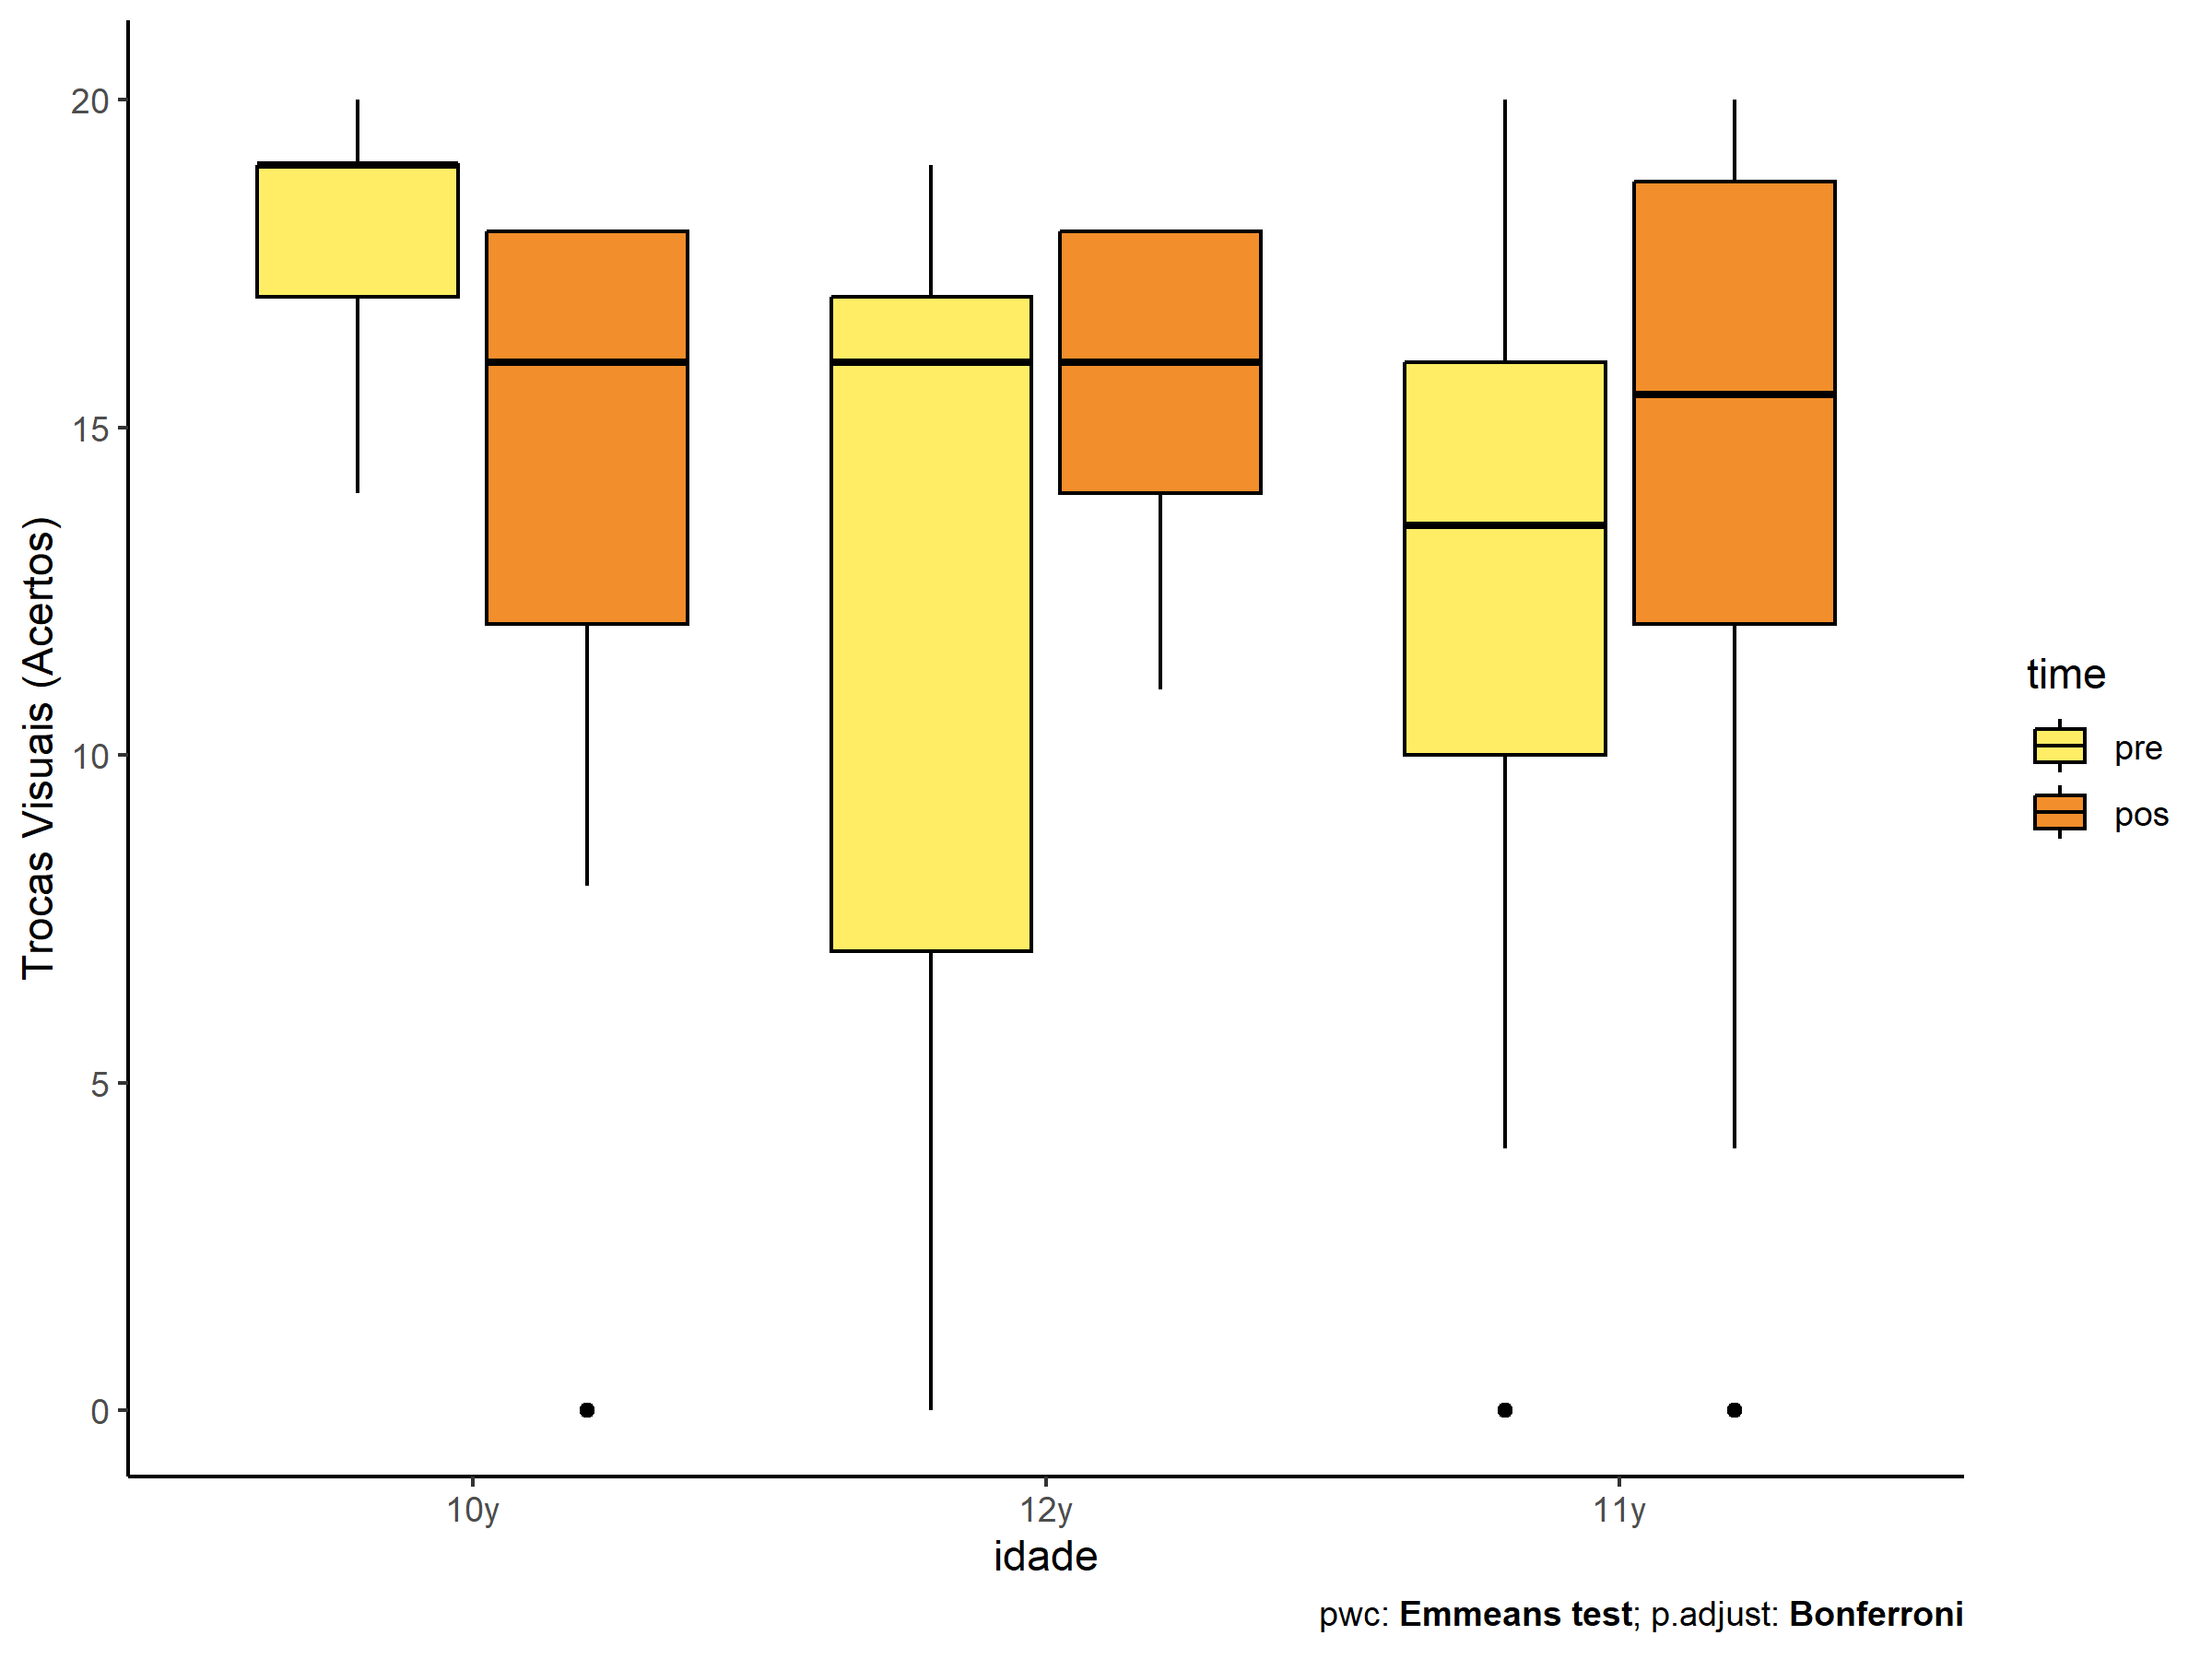 Trocas Visuais (Acertos)
20
15
10
5
0
10y
12y
11y
idade
time
pre
pos
pwc: Emmeans test; p.adjust: Bonferroni